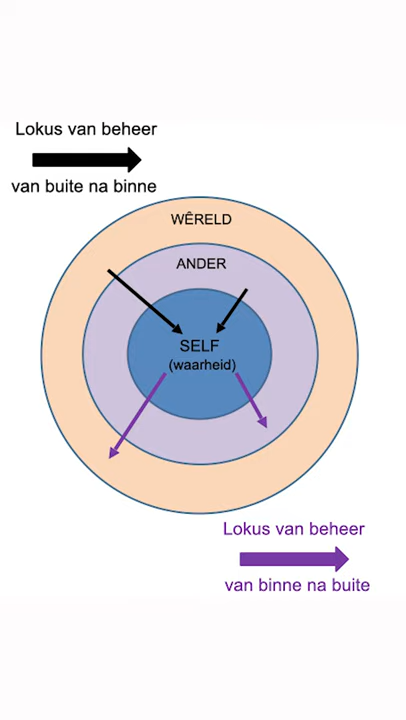 Lokus van beheer
van buite na binne
WÊRELD
ANDER
SELF
(waarheid)
Lokus van beheer
van binne na buite